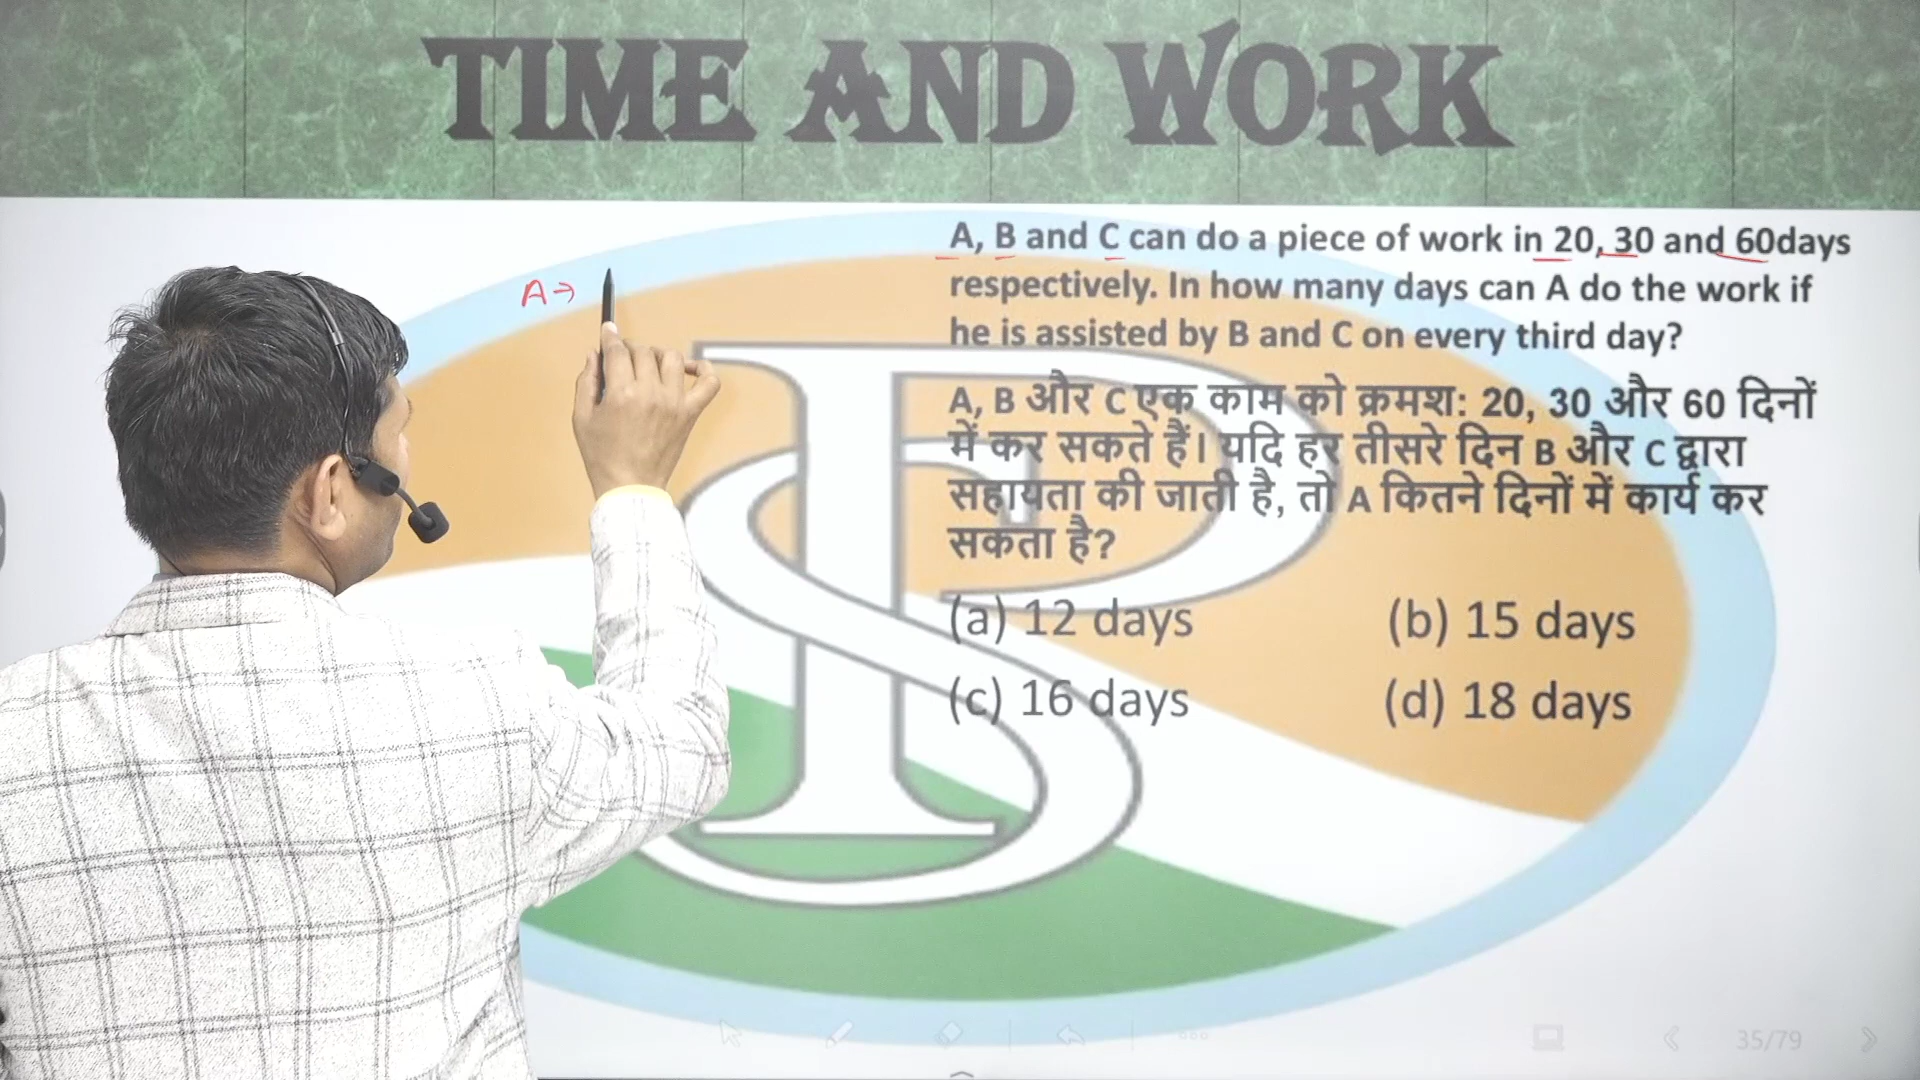 TIME AND WORK
A, B and C can do a piece of work in 20, 30 and 60days
respectively. In how many days can A do the work if
he is assisted by B and C on every third day?
A →
A, B और C एक काम को क्रमश: 20, 30 और 60 दिनों
में कर सकते हैं। यदि हर तीसरे दिन B और C द्वारा
सहायता की जाती है, तो A कितने दिनों में कार्य कर
सकता है?
(a) 12 days (b) 15 days
(c) 16 days (d) 18 days
35/79